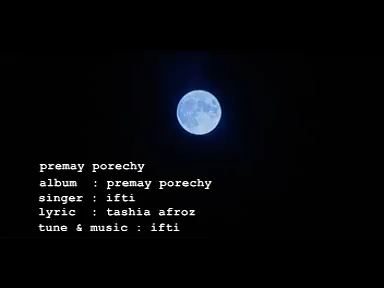 premay porechy
album : premay porechy
singer : ifti
lyric : tashia afroz
tune & music : ifti